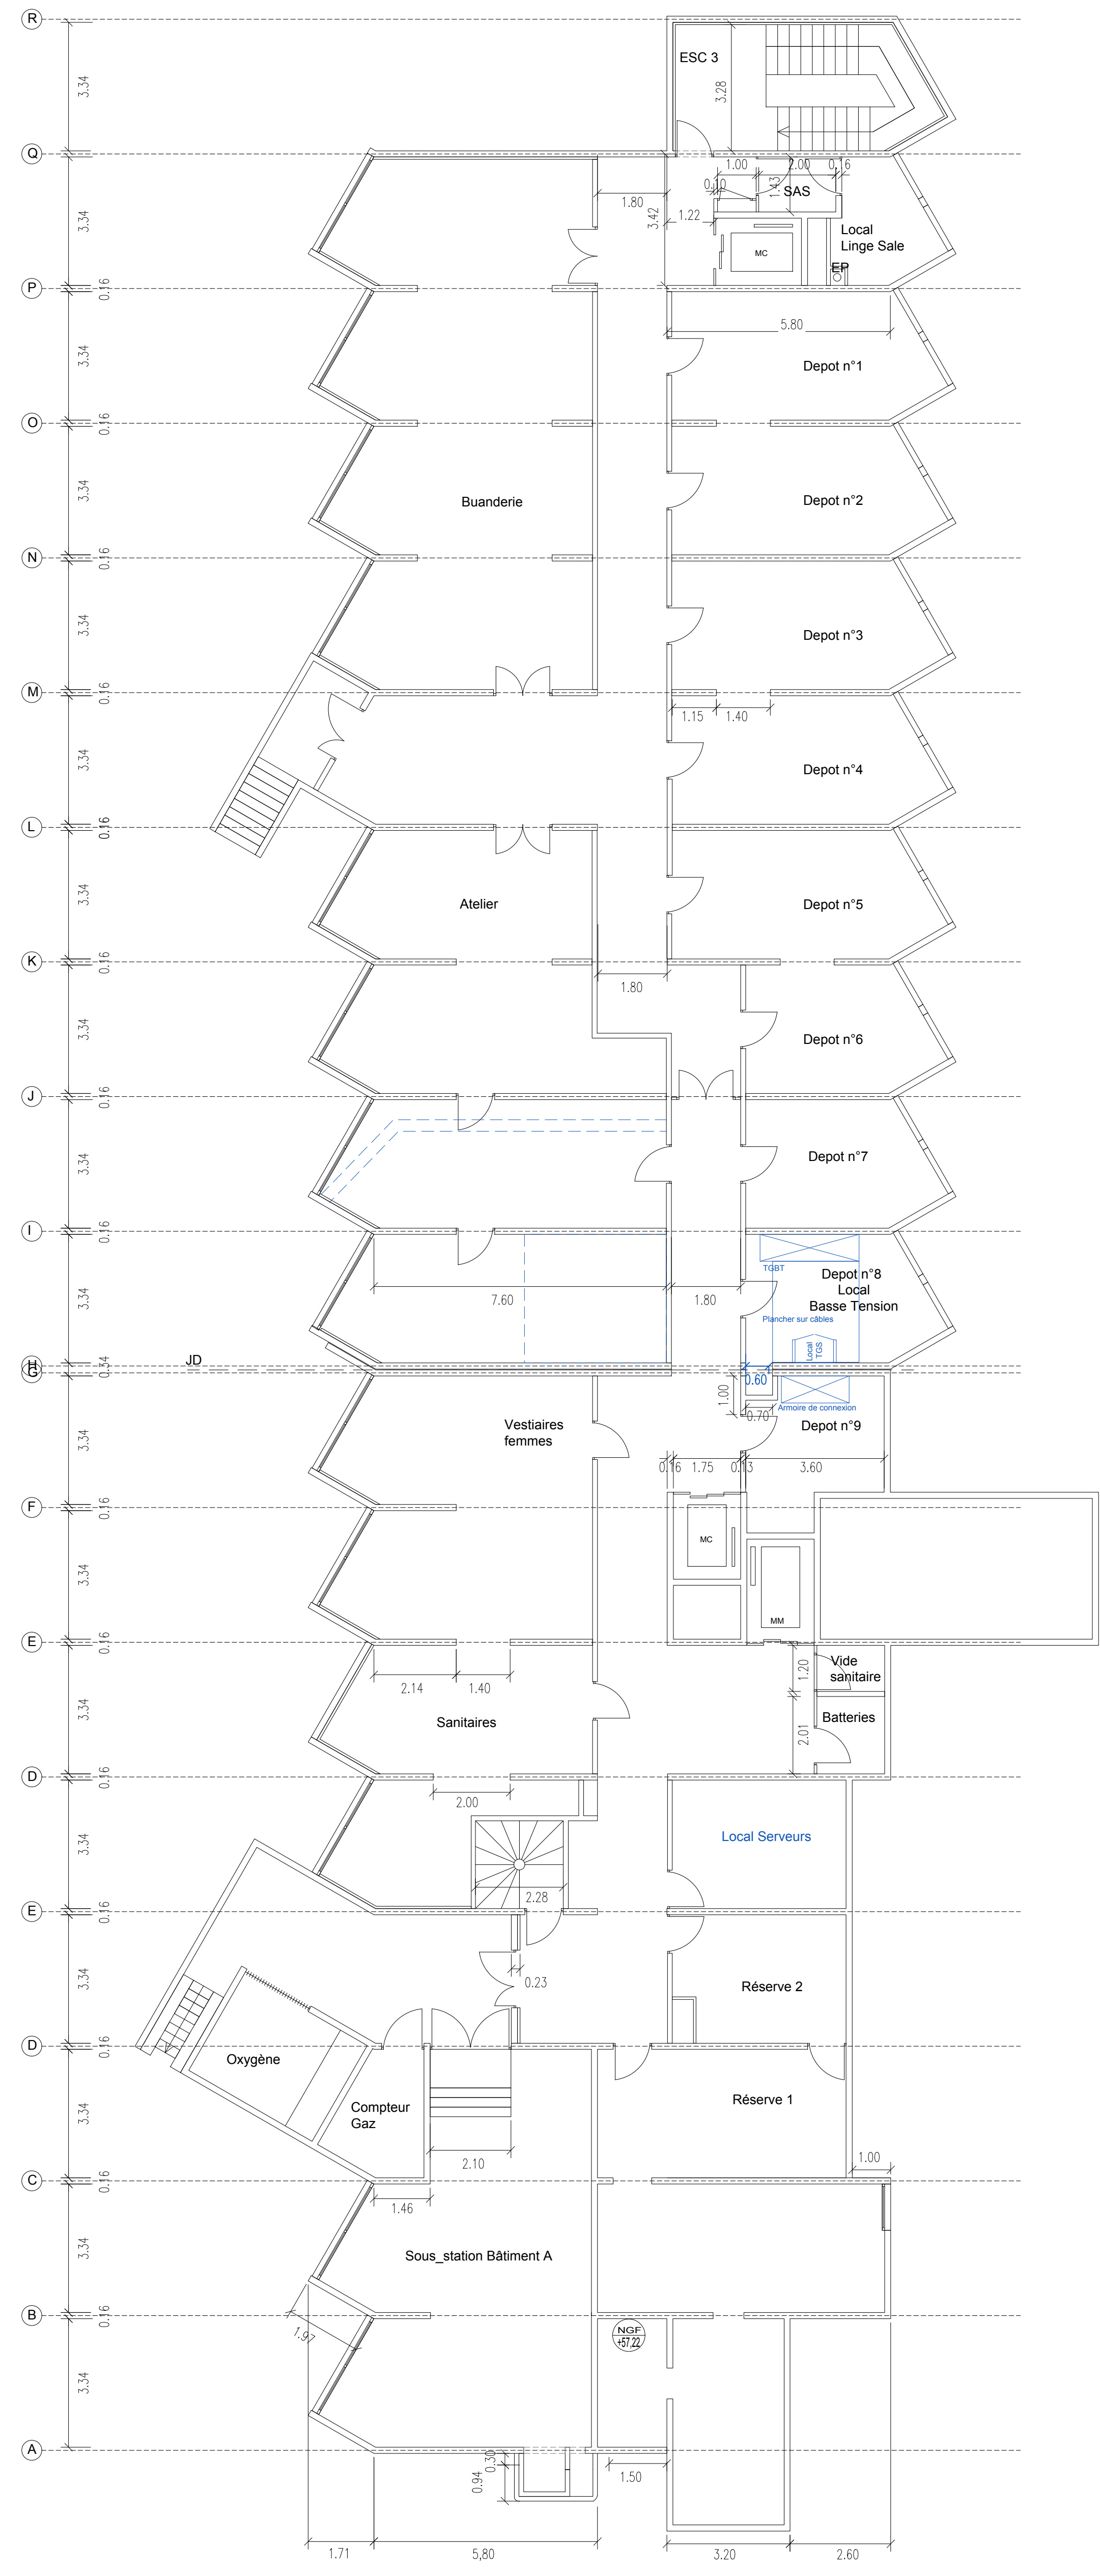 R
ESC 3
3.34
3.28
Q
1.00
2.00
0.16
0.10
1.43
SAS
1.80
3.42
1.22
3.34
Local
Linge Sale
MC
EP
P
0.16
5.80
3.34
Depot n°1
O
0.16
3.34
Buanderie
Depot n°2
N
0.16
3.34
Depot n°3
M
0.16
1.15
1.40
3.34
Depot n°4
L
0.16
3.34
Atelier
Depot n°5
K
0.16
1.80
3.34
Depot n°6
J
0.16
3.34
Depot n°7
I
0.16
TGBT
Depot n°8
Local
Basse Tension
3.34
7.60
1.80
Plancher sur câbles
Local
TGS
JD
H
G
0.34
0.60
1.00
0.70
Armoire de connexion
Vestiaires
femmes
Depot n°9
3.34
0.16
1.75
0.13
3.60
F
0.16
MC
3.34
MM
E
0.16
1.20
Vide
sanitaire
2.14
1.40
3.34
Sanitaires
2.01
Batteries
D
0.16
2.00
3.34
Local Serveurs
2.28
E
0.16
0.23
3.34
Réserve 2
D
0.16
Oxygène
3.34
Compteur
Gaz
Réserve 1
2.10
1.00
C
0.16
1.46
3.34
Sous_station Bâtiment A
B
0.16
1.97
NGF
+57,22
3.34
A
0.30
0.94
1.50
1.71
5,80
3.20
2.60